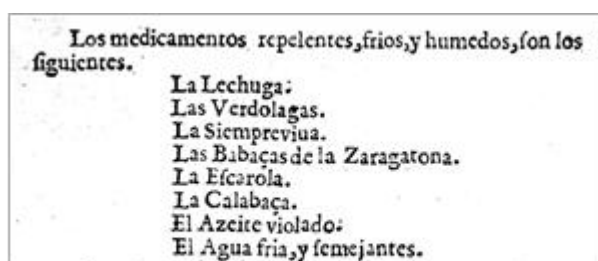 Los medicamentos repelentes,frios,y humedos,ſon los
ſiguientes.
La Lechuga:
Las Verdolagas.
La Siempreviua.
Las Babaças de la Zaragatona.
La Eſcarola.
La Calabaça.
El Azeite violado:
El Agua fria,y ſemejantes.